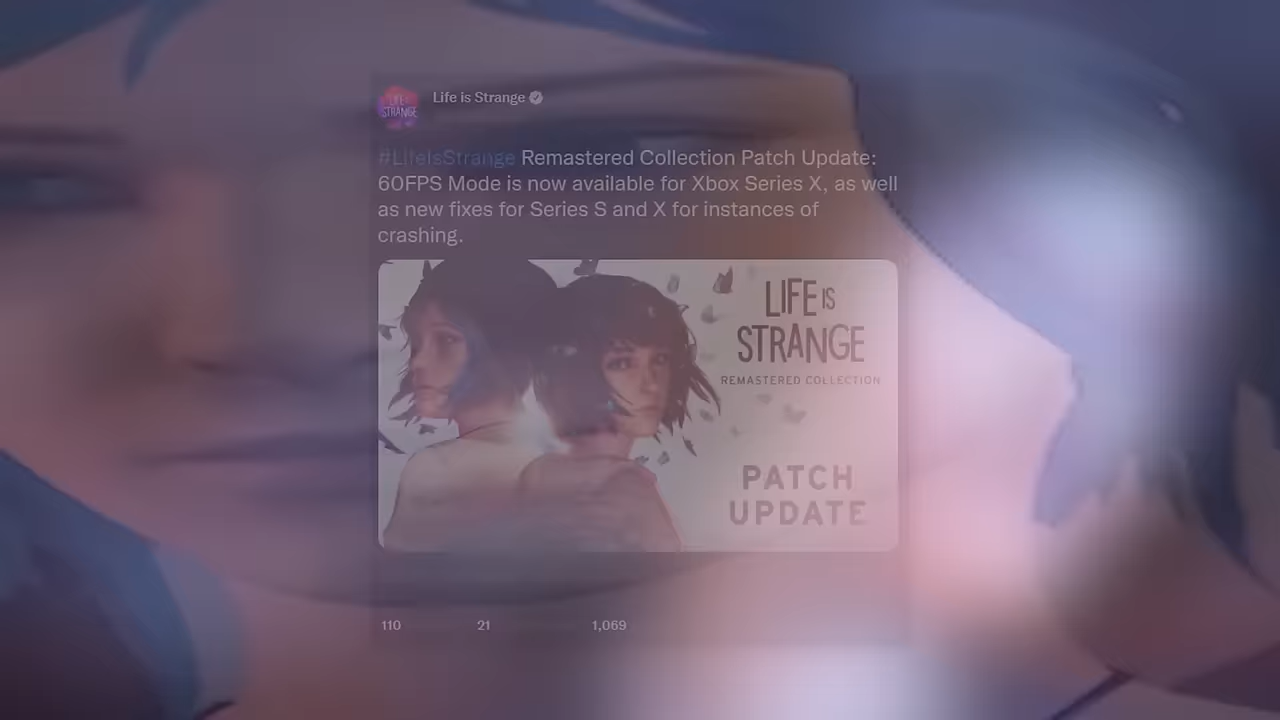 LIFE IS
STRANGE
Life is Strange
#LifeIsStrange Remastered Collection Patch Update:
60FPS Mode is now available for Xbox Series X, as well
as new fixes for Series S and X for instances of
crashing.
LIFE IS
STRANGE
REMASTERED COLLECTION
PATCH
UPDATE
110 21 1,069